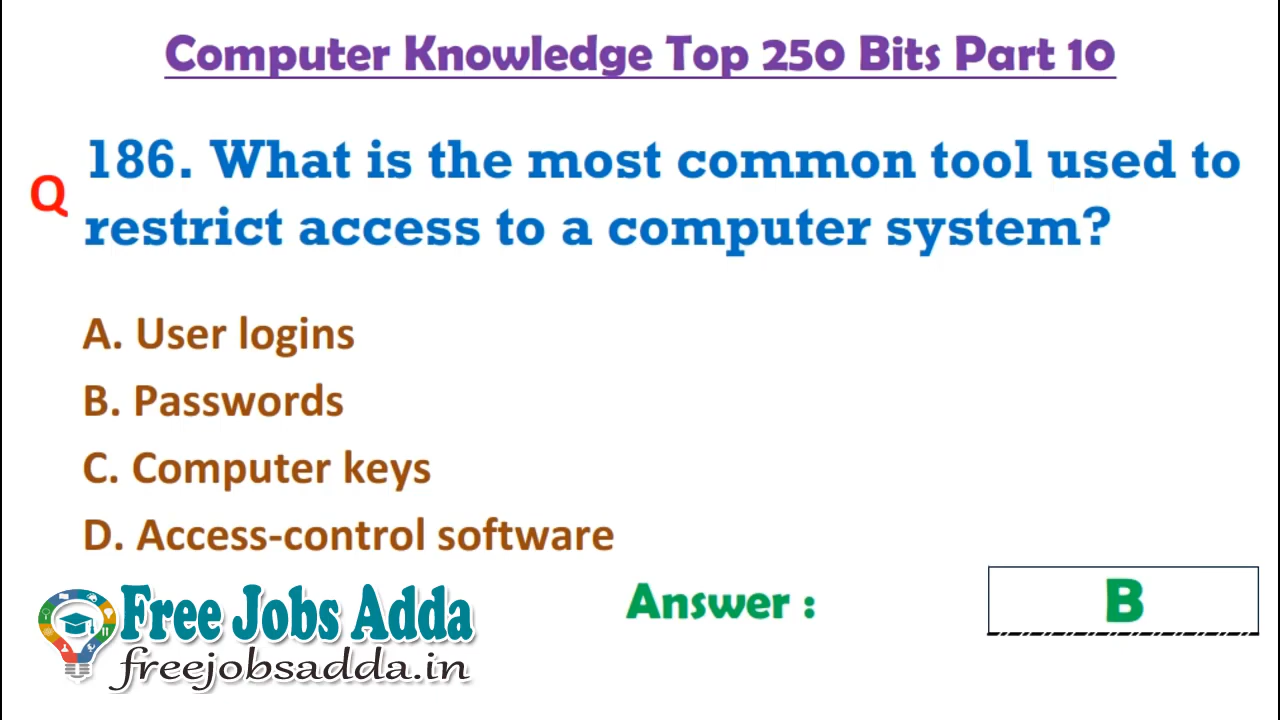 Computer Knowledge Top 250 Bits Part 10
Q
186. What is the most common tool used to
restrict access to a computer system?
A. User logins
B. Passwords
C. Computer keys
D. Access-control software
Free Jobs Adda
freejobsadda.in
Answer :
B